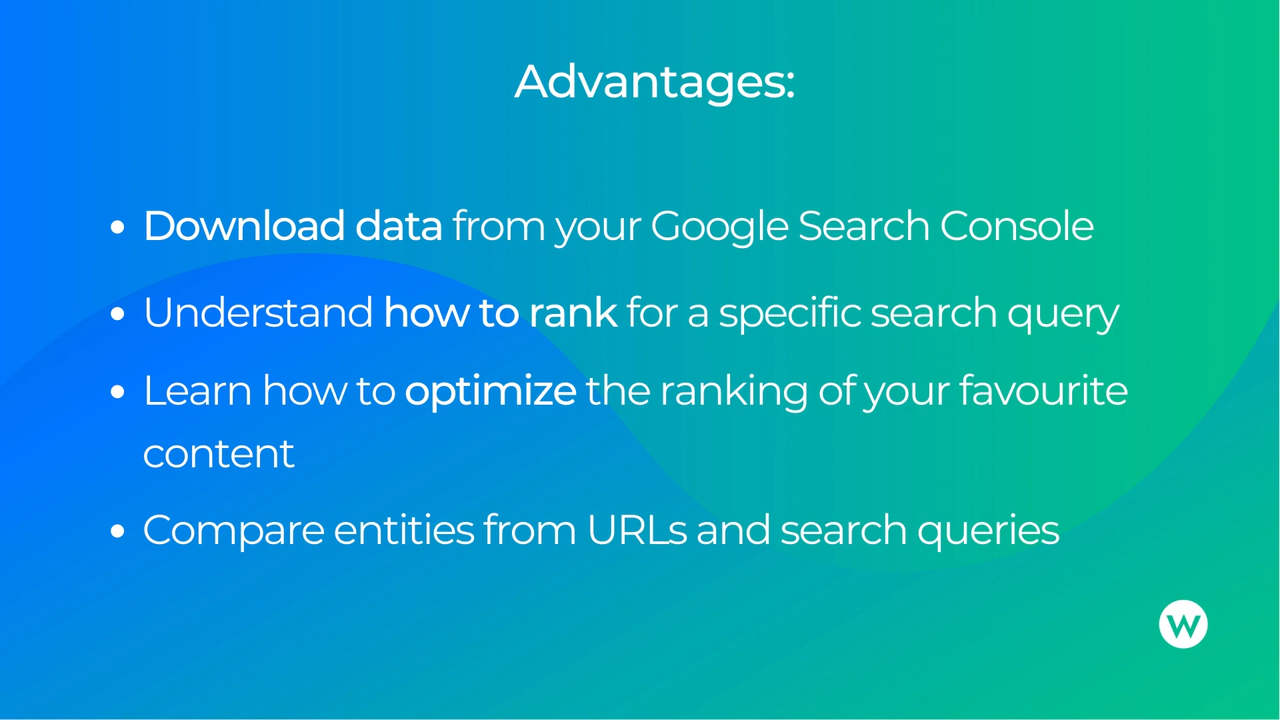 Advantages:
• Download data from your Google Search Console
• Understand how to rank for a specific search query
• Learn how to optimize the ranking of your favourite
content
• Compare entities from URLs and search queries
W